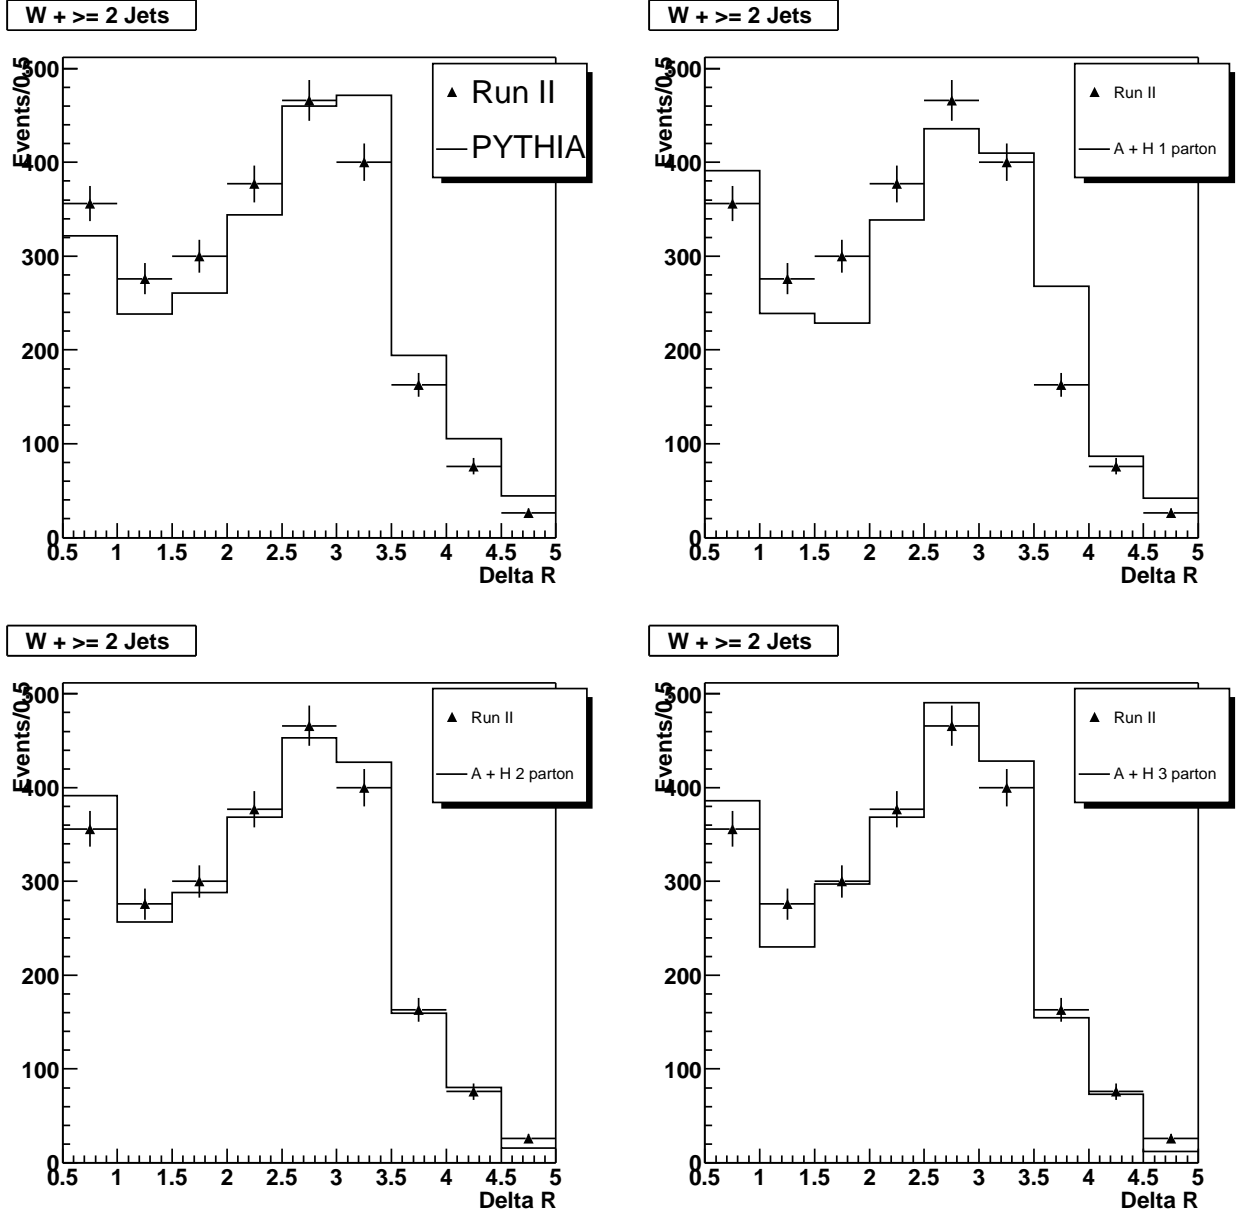 W + >= 2 Jets
Events/0.5
500
400
300
200
100
0
0.5 1 1.5 2 2.5 3 3.5 4 4.5 5
Delta R
Run II
PYTHIA
W + >= 2 Jets
Events/0.5
500
400
300
200
100
0
0.5 1 1.5 2 2.5 3 3.5 4 4.5 5
Delta R
Run II
A + H 1 parton
W + >= 2 Jets
Events/0.5
500
400
300
200
100
0
0.5 1 1.5 2 2.5 3 3.5 4 4.5 5
Delta R
Run II
A + H 2 parton
W + >= 2 Jets
Events/0.5
500
400
300
200
100
0
0.5 1 1.5 2 2.5 3 3.5 4 4.5 5
Delta R
Run II
A + H 3 parton